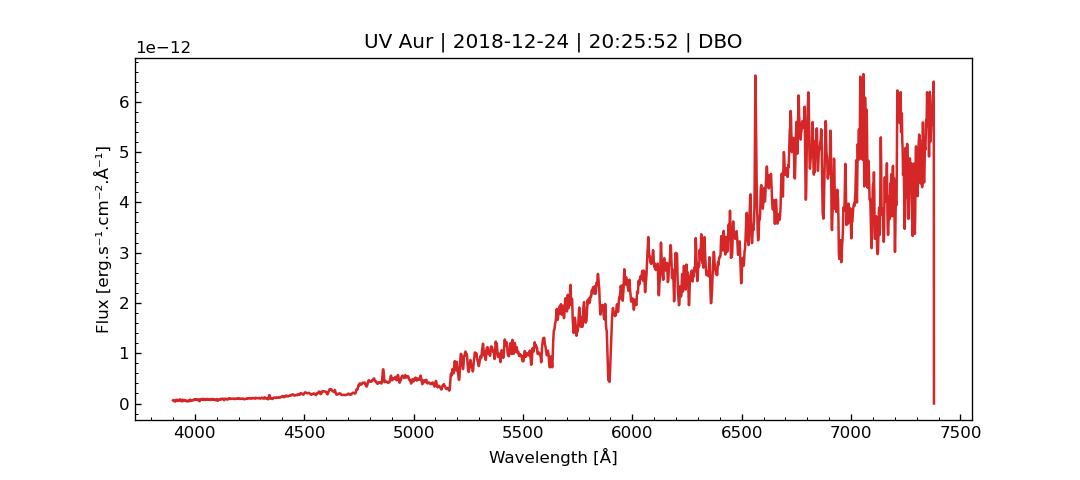 UV Aur | 2018-12-24 | 20:25:52 | DBO
1e−12
6
5
4
3
2
1
0
Flux [erg.s⁻¹.cm⁻².Å⁻¹]
4000 4500 5000 5500 6000 6500 7000 7500
Wavelength [Å]